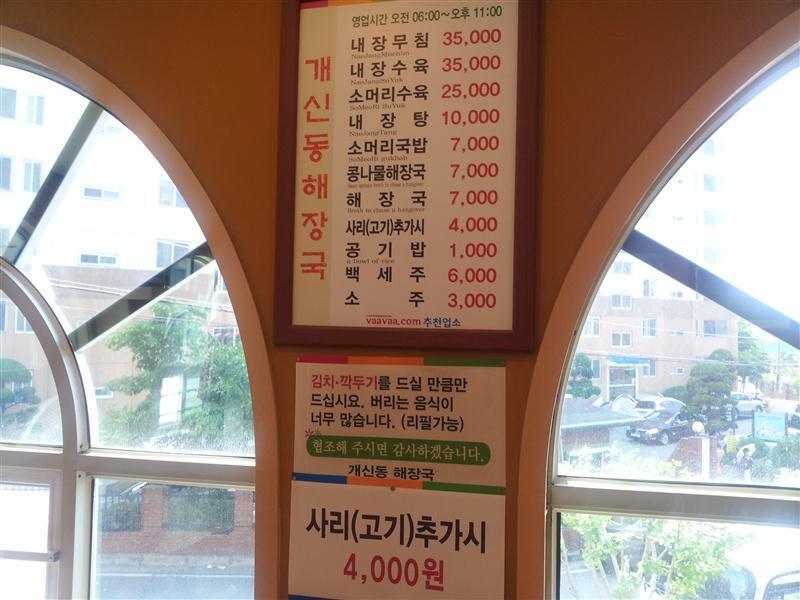 영업시간 오전 06:00~오후 11:00
개신동해장국
내장무침 35,000
NaeJangMuchim
내장수육 35,000
NaeJangSuYuk
소머리수육 25,000
SoMeoRi SuYuk
내장탕 10,000
NaeJangTang
소머리국밥 7,000
SoMeoRi gukbab
콩나물해장국 7,000
Bean sprouts broth to chase a hangover
해장국 7,000
Broth to chase a hangover
사리(고기)추가시 4,000
공기밥 1,000
a bowl of rice
백세주 6,000
소주 3,000
vaavaa.com 추천업소
김치·깍두기를 드실 만큼만
드십시요. 버리는 음식이
너무 많습니다. (리필가능)
협조해 주시면 감사하겠습니다.
개신동 해장국
사리(고기)추가시
4,000원